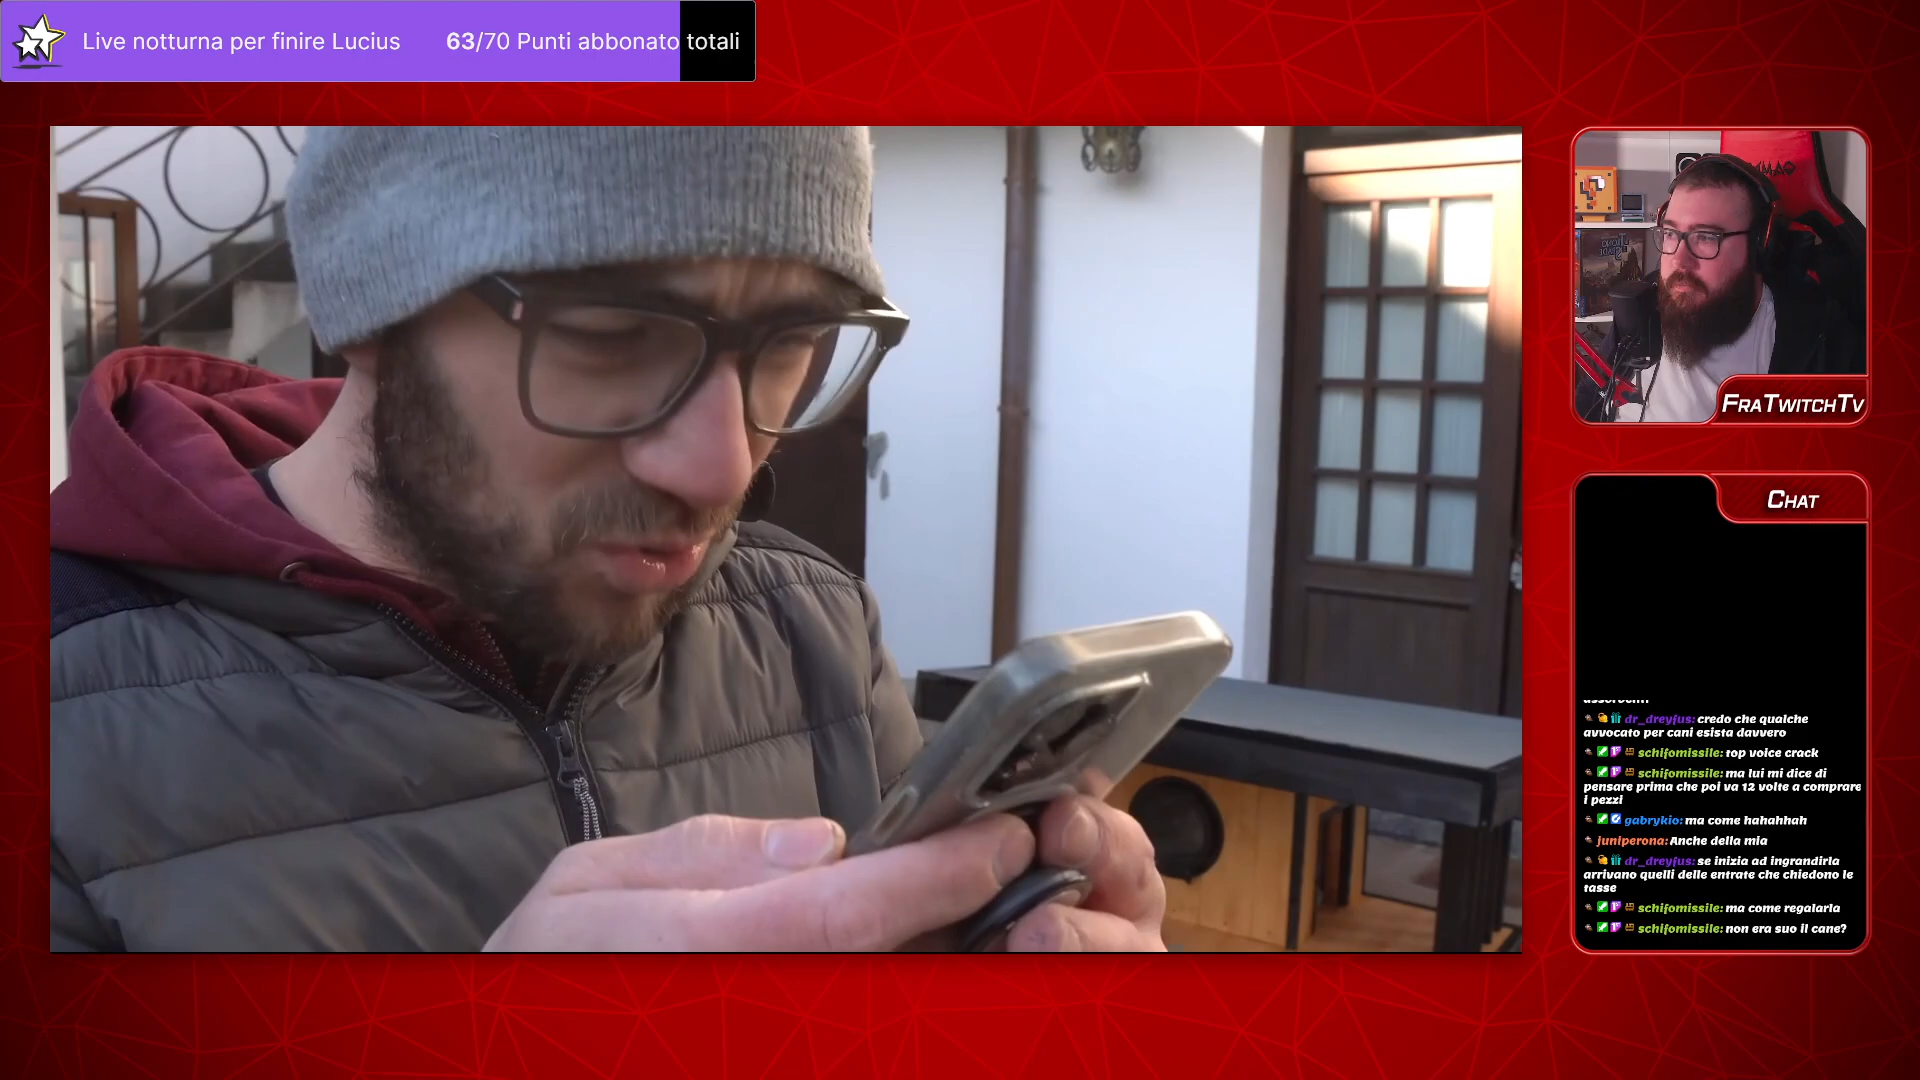 Live notturna per finire Lucius 63/70 Punti abbonato totali
FRATWITCHTV
CHAT
dr_dreyfus: credo che qualche
avvocato per cani esista davvero
schifomissile: top voice crack
schifomissile: ma lui mi dice di
pensare prima che poi va 12 volte a comprare
i pezzi
gabrykio: ma come hahahhah
juniperona: Anche della mia
dr_dreyfus: se inizia ad ingrandirla
arrivano quelli delle entrate che chiedono le
tasse
schifomissile: ma come regalarla
schifomissile: non era suo il cane?